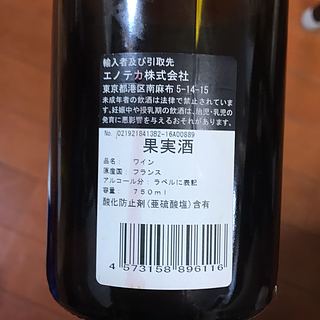 輸入者及び引取先
エノテカ株式会社
東京都港区南麻布 5-14-15
未成年者の飲酒は法律で禁止されています。
妊娠中や授乳期の飲酒は、胎児・乳児の
発育に悪影響を与えるおそれがあります。
No. 0219218413B2-16A00889
果実酒
品名： ワイン
原産国： フランス
アルコール分： ラベルに表記
容量： 750ml
酸化防止剤(亜硫酸塩)含有
4 573158 896116